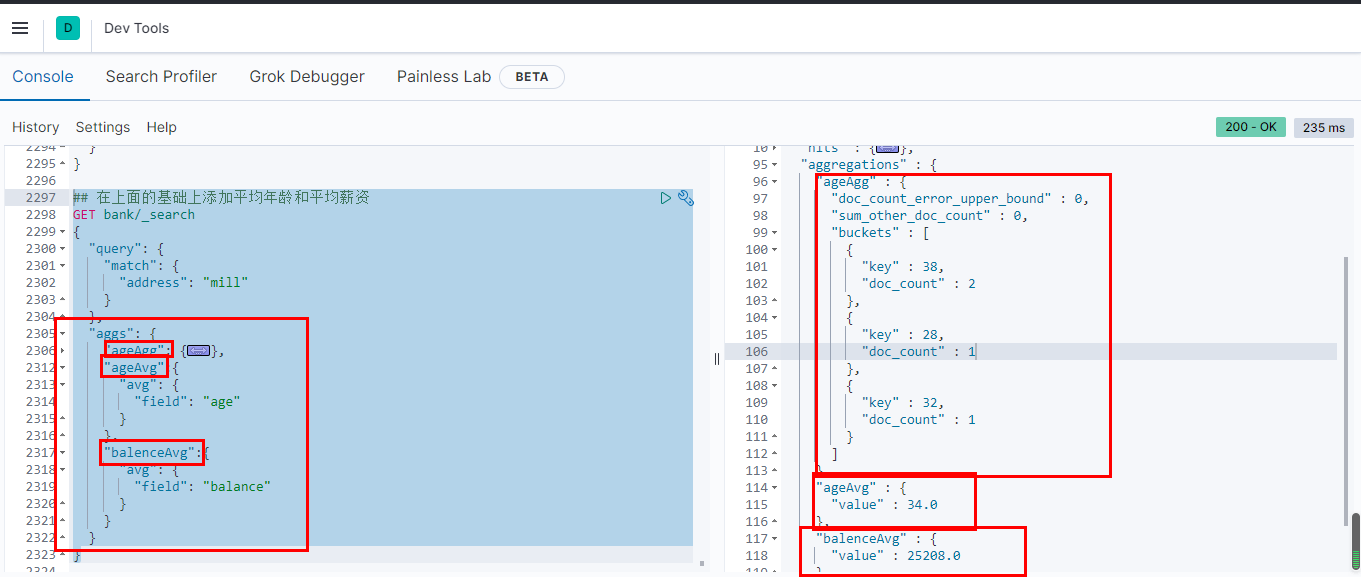 D Dev Tools
Console Search Profiler Grok Debugger Painless Lab BETA
History Settings Help
200 - OK 235 ms
2294 }
2295 }
2296
2297 ## 在上面的基础上添加平均年龄和平均薪资
2298 GET bank/_search
2299 {
2300 "query": {
2301 "match": {
2302 "address": "mill"
2303 }
2304 },
2305 "aggs": {
2306 "ageAgg": {},
2312 "ageAvg": {
2313 "avg": {
2314 "field": "age"
2315 }
2316 },
2317 "balenceAvg":{
2318 "avg": {
2319 "field": "balance"
2320 }
2321 }
2322 }
2323 }
2324
10 "hits" : {},
95 "aggregations" : {
96 "ageAgg" : {
97 "doc_count_error_upper_bound" : 0,
98 "sum_other_doc_count" : 0,
99 "buckets" : [
100 {
101 "key" : 38,
102 "doc_count" : 2
103 },
104 {
105 "key" : 28,
106 "doc_count" : 1
107 },
108 {
109 "key" : 32,
110 "doc_count" : 1
111 }
112 ]
113 },
114 "ageAvg" : {
115 "value" : 34.0
116 },
117 "balenceAvg" : {
118 "value" : 25208.0
119 }